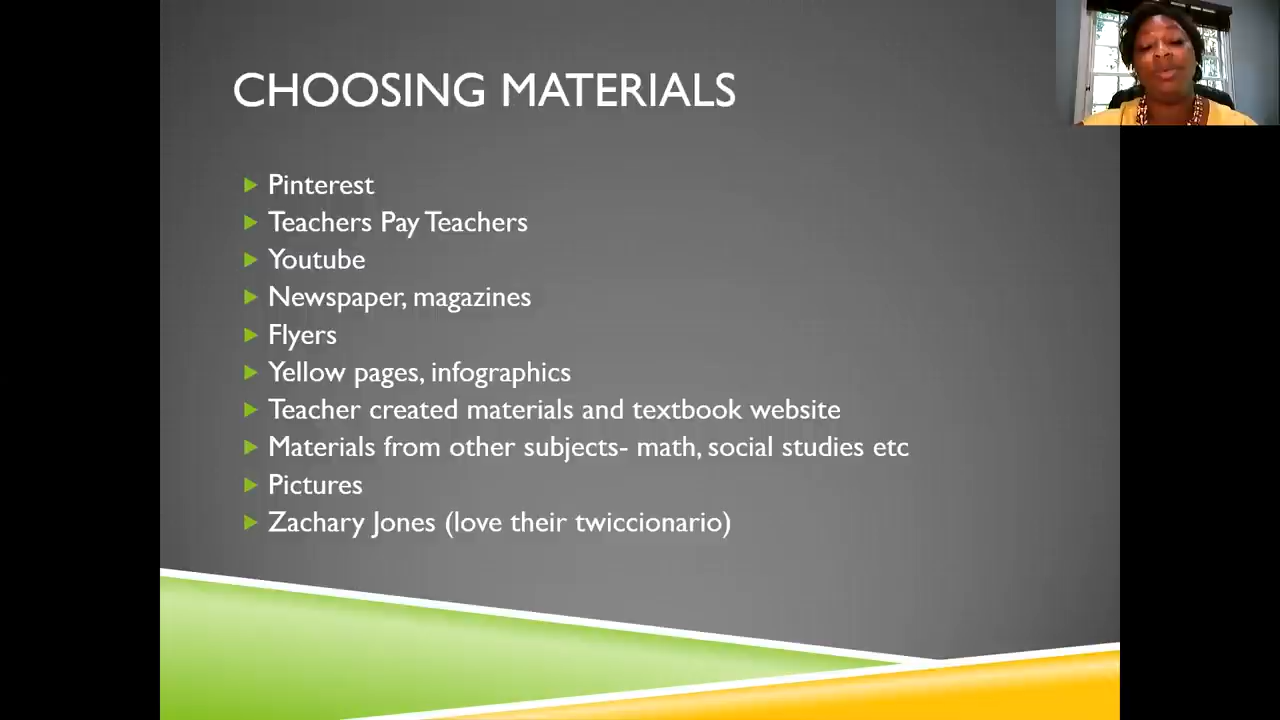 CHOOSING MATERIALS
Pinterest
Teachers Pay Teachers
Youtube
Newspaper, magazines
Flyers
Yellow pages, infographics
Teacher created materials and textbook website
Materials from other subjects- math, social studies etc
Pictures
Zachary Jones (love their twiccionario)